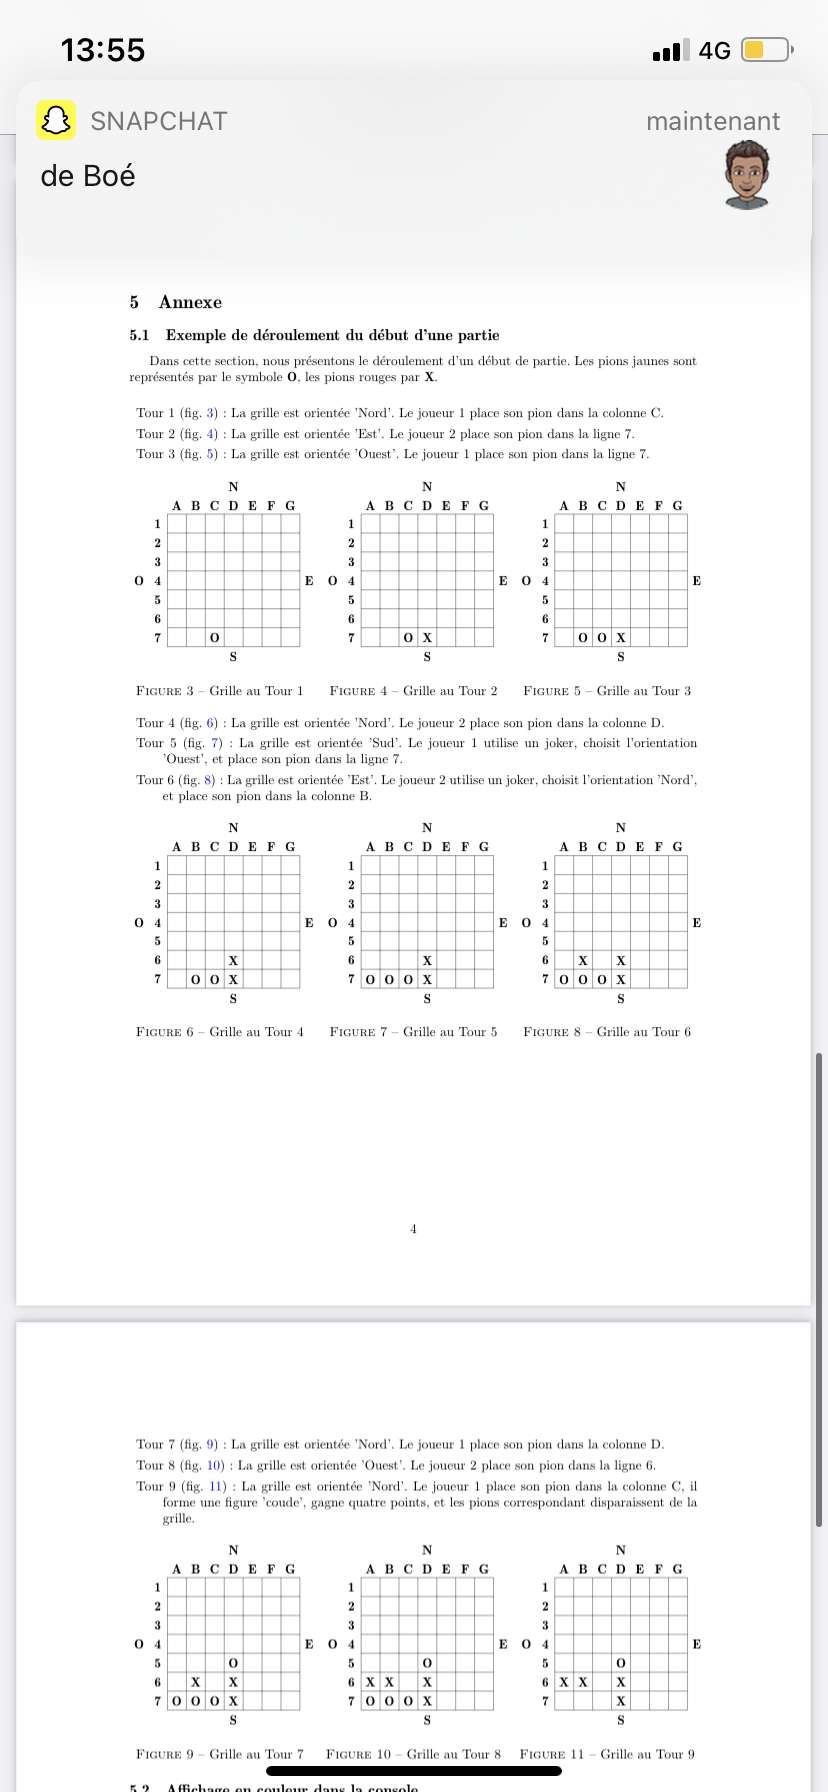 13:55
4G
SNAPCHAT
maintenant
de Boé
5 Annexe
5.1 Exemple de déroulement du début d'une partie
Dans cette section, nous présentons le déroulement d'un début de partie. Les pions jaunes sont
représentés par le symbole O, les pions rouges par X.
Tour 1 (fig. 3) : La grille est orientée 'Nord'. Le joueur 1 place son pion dans la colonne C.
Tour 2 (fig. 4) : La grille est orientée 'Est'. Le joueur 2 place son pion dans la ligne 7.
Tour 3 (fig. 5) : La grille est orientée 'Ouest'. Le joueur 1 place son pion dans la ligne 7.
N N N
A B C D E F G A B C D E F G A B C D E F G
1 1 1
2 2 2
3 3 3
O 4 E O 4 E O 4 E
5 5 5
6 6 6
7 O 7 O X 7 O O X
S S S
FIGURE 3 – Grille au Tour 1 FIGURE 4 – Grille au Tour 2 FIGURE 5 – Grille au Tour 3
Tour 4 (fig. 6) : La grille est orientée 'Nord'. Le joueur 2 place son pion dans la colonne D.
Tour 5 (fig. 7) : La grille est orientée 'Sud'. Le joueur 1 utilise un joker, choisit l'orientation
'Ouest', et place son pion dans la ligne 7.
Tour 6 (fig. 8) : La grille est orientée 'Est'. Le joueur 2 utilise un joker, choisit l'orientation 'Nord',
et place son pion dans la colonne B.
N N N
A B C D E F G A B C D E F G A B C D E F G
1 1 1
2 2 2
3 3 3
O 4 E O 4 E O 4 E
5 5 5
6 X 6 X 6 X X
7 O O X 7 O O O X 7 O O O X
S S S
FIGURE 6 – Grille au Tour 4 FIGURE 7 – Grille au Tour 5 FIGURE 8 – Grille au Tour 6
4
Tour 7 (fig. 9) : La grille est orientée 'Nord'. Le joueur 1 place son pion dans la colonne D.
Tour 8 (fig. 10) : La grille est orientée 'Ouest'. Le joueur 2 place son pion dans la ligne 6.
Tour 9 (fig. 11) : La grille est orientée 'Nord'. Le joueur 1 place son pion dans la colonne C, il
forme une figure 'coude', gagne quatre points, et les pions correspondant disparaissent de la
grille.
N N N
A B C D E F G A B C D E F G A B C D E F G
1 1 1
2 2 2
3 3 3
O 4 E O 4 E O 4 E
5 O 5 O 5 O
6 X X 6 X X X 6 X X X
7 O O O X 7 O O O X 7 X
S S S
FIGURE 9 – Grille au Tour 7 FIGURE 10 – Grille au Tour 8 FIGURE 11 – Grille au Tour 9
5.2 Affichage en couleur dans la console